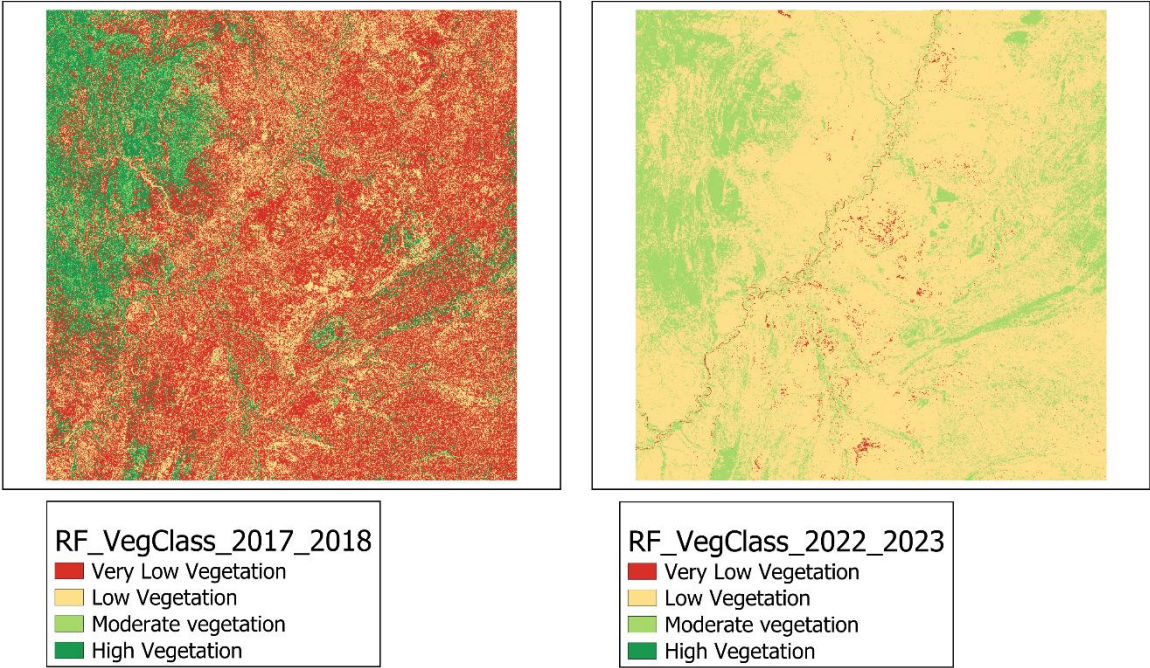 RF_VegClass_2017_2018
Very Low Vegetation
Low Vegetation
Moderate vegetation
High Vegetation
RF_VegClass_2022_2023
Very Low Vegetation
Low Vegetation
Moderate vegetation
High Vegetation